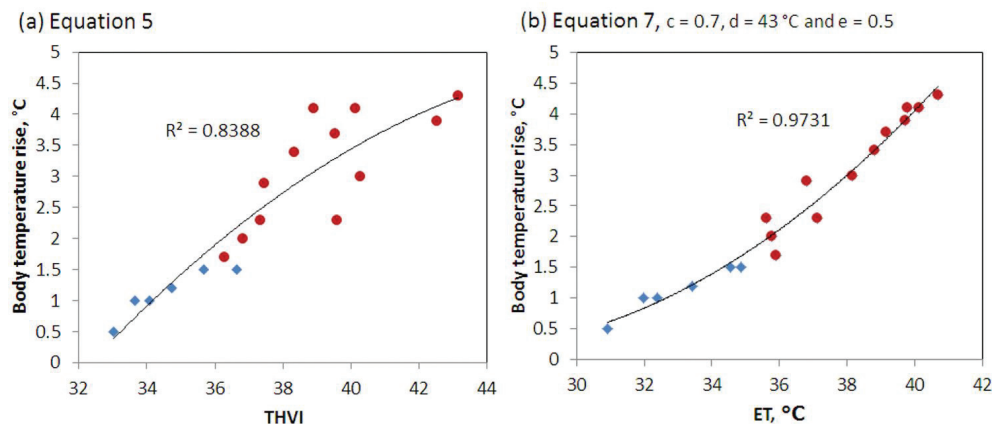 (a) Equation 5
5
4.5
4
3.5
3
2.5
2
1.5
1
0.5
0
Body temperature rise, °C
R² = 0.8388
32 34 36 38 40 42 44
THVI
(b) Equation 7, c = 0.7, d = 43 °C and e = 0.5
5
4.5
4
3.5
3
2.5
2
1.5
1
0.5
0
Body temperature rise, °C
R² = 0.9731
30 32 34 36 38 40 42
ET, °C